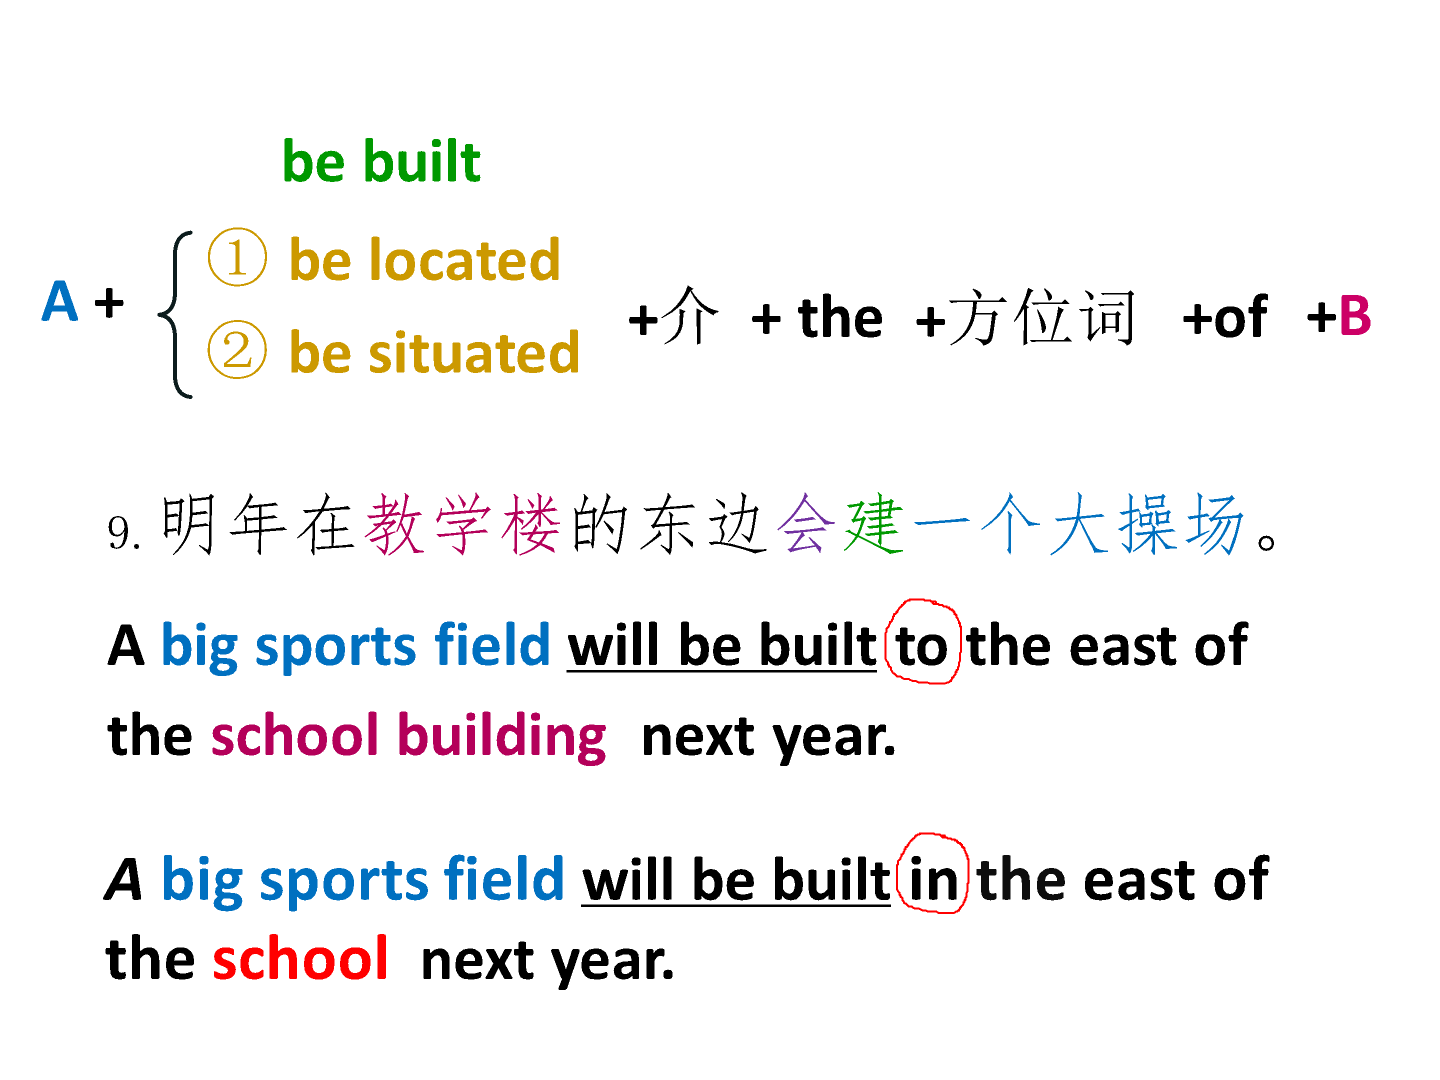 be built
① be located
② be situated
A + +介 + the +方位词 +of +B
9. 明年在教学楼的东边会建一个大操场。
A big sports field will be built to the east of
the school building next year.
A big sports field will be built in the east of
the school next year.